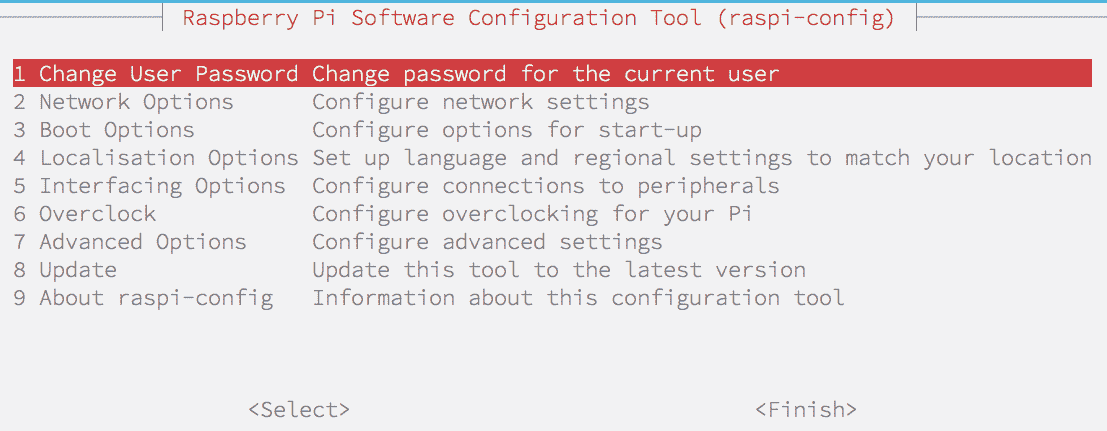 Raspberry Pi Software Configuration Tool (raspi-config)
1 Change User Password Change password for the current user
2 Network Options Configure network settings
3 Boot Options Configure options for start-up
4 Localisation Options Set up language and regional settings to match your location
5 Interfacing Options Configure connections to peripherals
6 Overclock Configure overclocking for your Pi
7 Advanced Options Configure advanced settings
8 Update Update this tool to the latest version
9 About raspi-config Information about this configuration tool
<Select> <Finish>